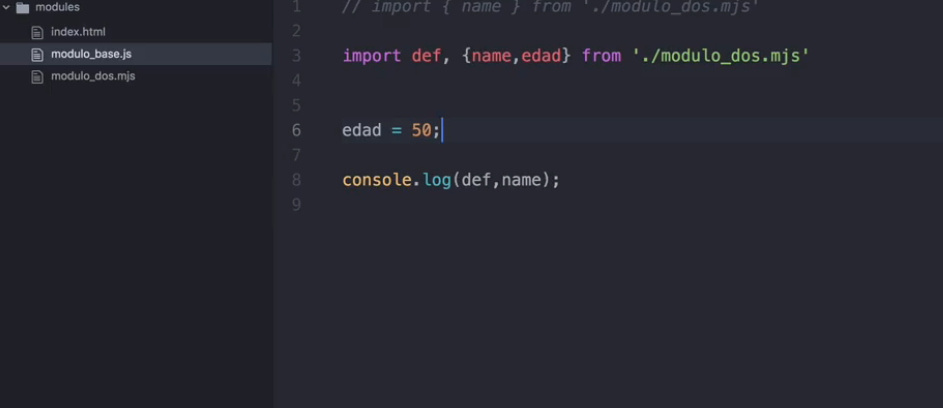 modules
index.html
modulo_base.js
modulo_dos.mjs
1 // import { name } from './modulo_dos.mjs'
2
3 import def, {name,edad} from './modulo_dos.mjs'
4
5
6 edad = 50;
7
8 console.log(def,name);
9